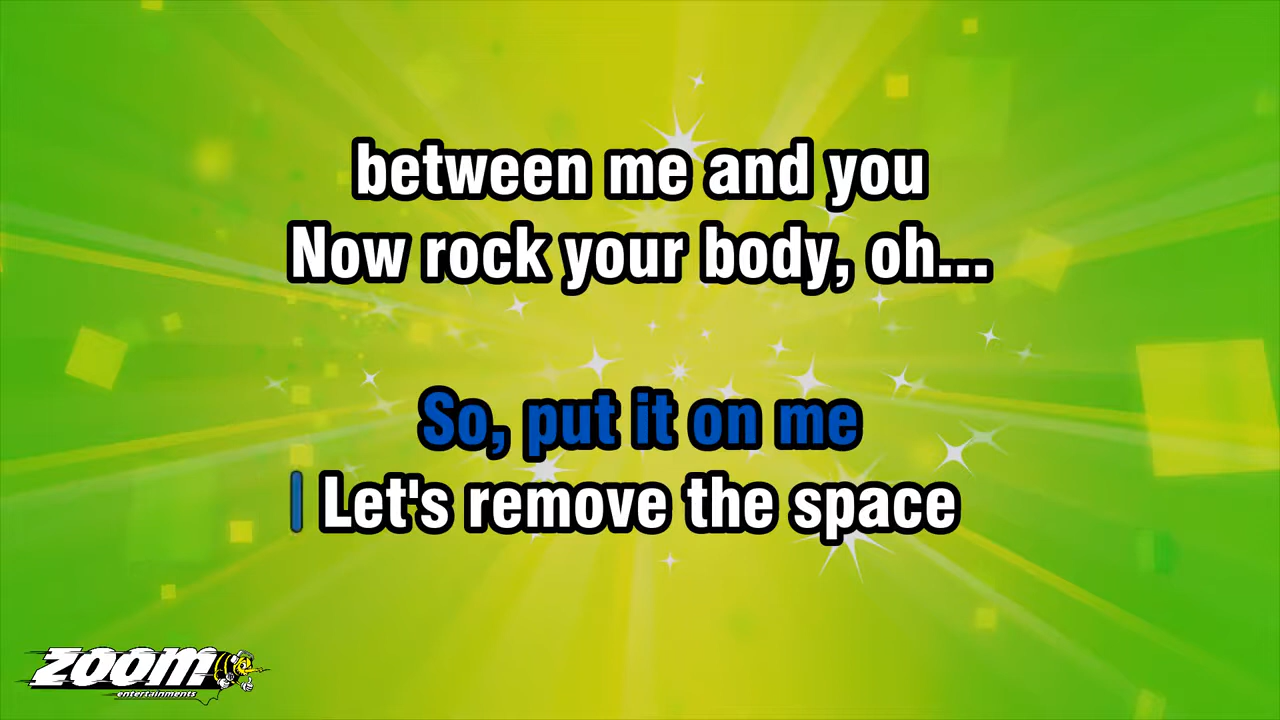 between me and you
Now rock your body, oh...
So, put it on me
Let's remove the space
ZOOM
entertainments